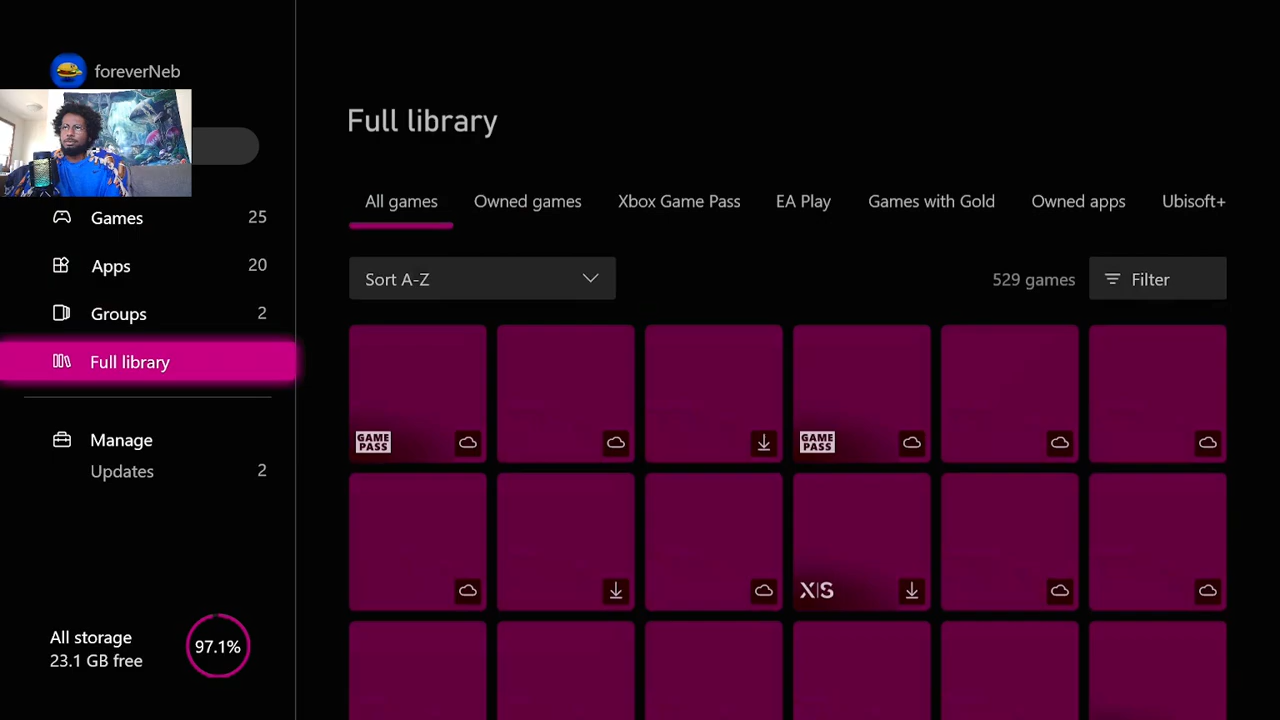 foreverNeb
Games 25
Apps 20
Groups 2
Full library
Manage
Updates 2
All storage
23.1 GB free
97.1%
Full library
All games Owned games Xbox Game Pass EA Play Games with Gold Owned apps Ubisoft+
Sort A-Z 529 games Filter
GAME PASS
GAME PASS
X|S